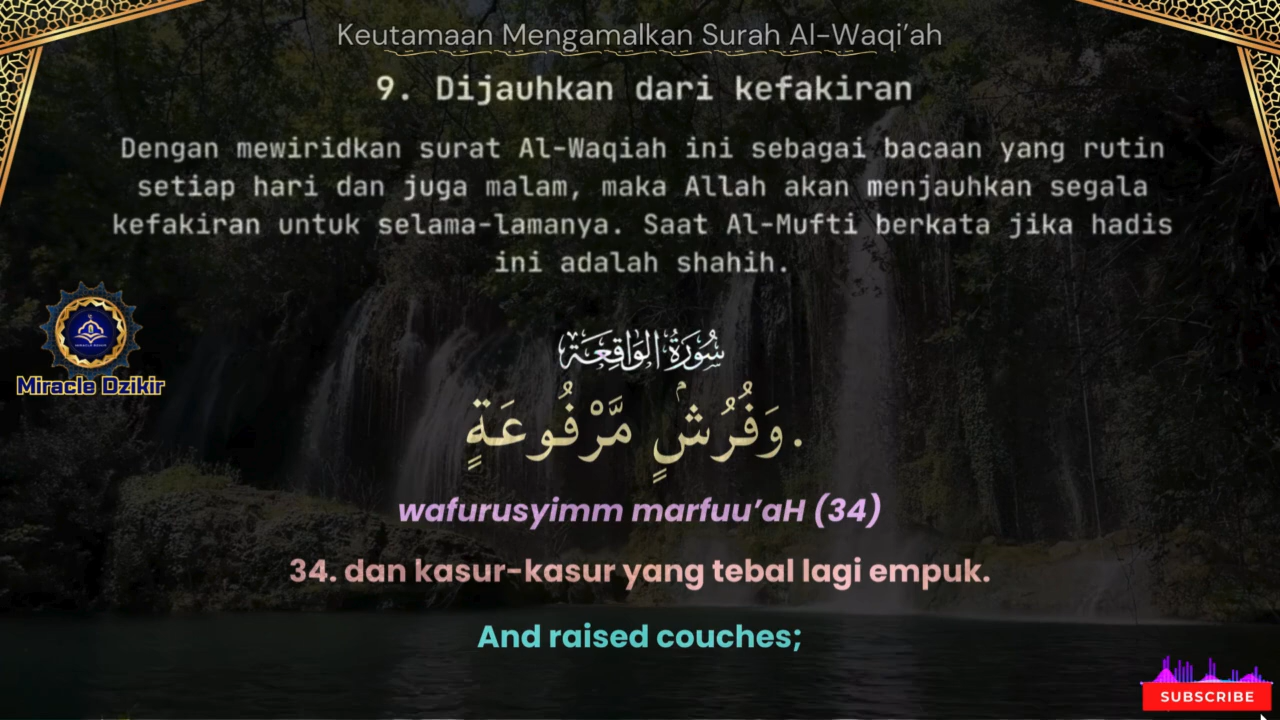 Keutamaan Mengamalkan Surah Al-Waqi’ah
9. Dijauhkan dari kefakiran
Dengan mewiridkan surat Al-Waqiah ini sebagai bacaan yang rutin
setiap hari dan juga malam, maka Allah akan menjauhkan segala
kefakiran untuk selama-lamanya. Saat Al-Mufti berkata jika hadis
ini adalah shahih.
Miracle Dzikir
سُورَةُ الوَاقِعَة
وَفُرُشٍۢ مَّرْفُوعَةٍ.
wafurusyimm marfuu’aH (34)
34. dan kasur-kasur yang tebal lagi empuk.
And raised couches;
SUBSCRIBE